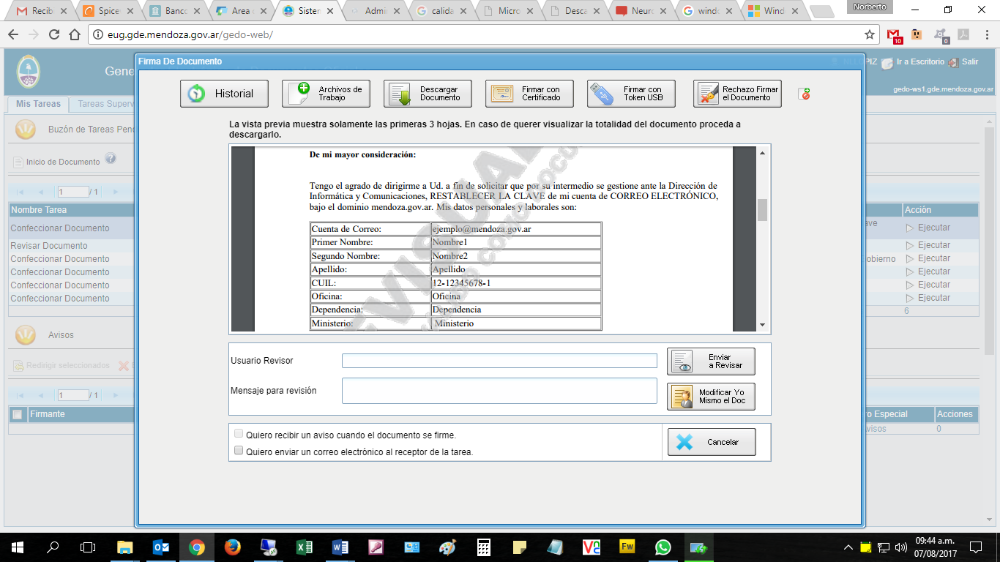 Recib
Spice
Banco
Area
Sister
Admin
calida
Micro
Desca
Neuro
windo
Wind
Norberto
eug.gde.mendoza.gov.ar/gedo-web/
10
0
Firma De Documento
Gene
PIZ
Ir a Escritorio
Salir
gedo-ws1.gde.mendoza.gov.ar
Mis Tareas
Tareas Superv
Historial
Archivos de
Trabajo
Descargar
Documento
Firmar con
Certificado
Firmar con
Token USB
Rechazo Firmar
el Documento
La vista previa muestra solamente las primeras 3 hojas. En caso de querer visualizar la totalidad del documento proceda a
descargarlo.
Buzón de Tareas Pend
Inicio de Documento
1 / 1
Nombre Tarea
Confeccionar Documento
Revisar Documento
Confeccionar Documento
Confeccionar Documento
Confeccionar Documento
Confeccionar Documento
De mi mayor consideración:
Tengo el agrado de dirigirme a Ud. a fin de solicitar que por su intermedio se gestione ante la Dirección de
Informática y Comunicaciones, RESTABLECER LA CLAVE de mi cuenta de CORREO ELECTRÓNICO,
bajo el dominio mendoza.gov.ar. Mis datos personales y laborales son:
Cuenta de Correo: ejemplo@mendoza.gov.ar
Primer Nombre: Nombre1
Segundo Nombre: Nombre2
Apellido: Apellido
CUIL: 12-12345678-1
Oficina: Oficina
Dependencia: Dependencia
Ministerio: Ministerio
EVISUAL
Acción
ave
Ejecutar
Ejecutar
obierno
Ejecutar
Ejecutar
Ejecutar
Ejecutar
6
Avisos
Redirigir seleccionados
1 / 1
Firmante
Usuario Revisor
Enviar
a Revisar
Mensaje para revisión
Modificar Yo
Mismo el Doc
ro Especial
Acciones
visos
0
Quiero recibir un aviso cuando el documento se firme.
Quiero enviar un correo electrónico al receptor de la tarea.
Cancelar
Fw
09:44 a.m.
07/08/2017